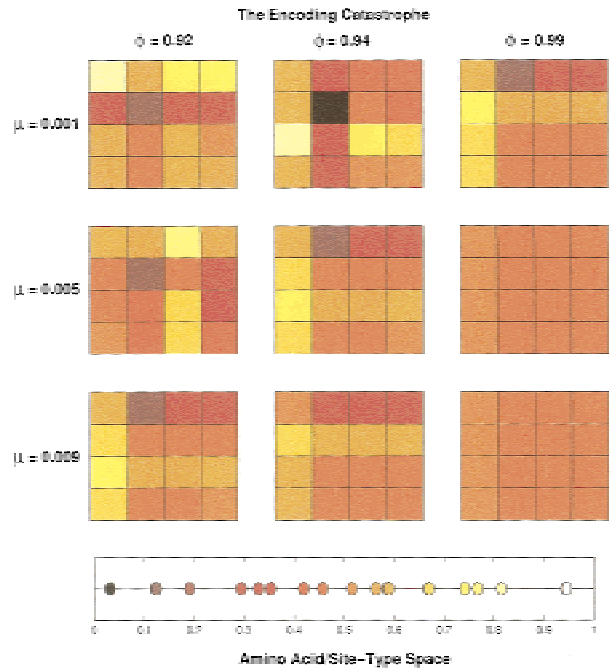 The Encoding Catastrophe
ϕ = 0.92 ϕ = 0.94 ϕ = 0.99
μ = 0.001
μ = 0.005
μ = 0.009
0 0.1 0.2 0.3 0.4 0.5 0.6 0.7 0.8 0.9 1
Amino Acid Site-Type Space